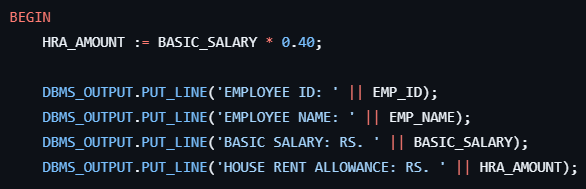 BEGIN
HRA_AMOUNT := BASIC_SALARY * 0.40;
DBMS_OUTPUT.PUT_LINE('EMPLOYEE ID: ' || EMP_ID);
DBMS_OUTPUT.PUT_LINE('EMPLOYEE NAME: ' || EMP_NAME);
DBMS_OUTPUT.PUT_LINE('BASIC SALARY: RS. ' || BASIC_SALARY);
DBMS_OUTPUT.PUT_LINE('HOUSE RENT ALLOWANCE: RS. ' || HRA_AMOUNT);